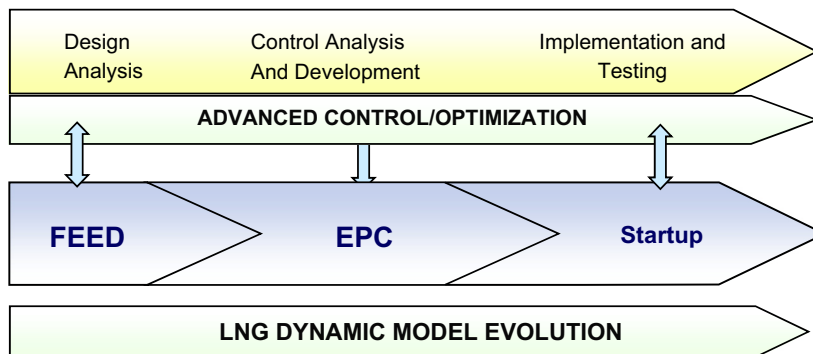 Design
Analysis
Control Analysis
And Development
Implementation and
Testing
ADVANCED CONTROL/OPTIMIZATION
FEED
EPC
Startup
LNG DYNAMIC MODEL EVOLUTION